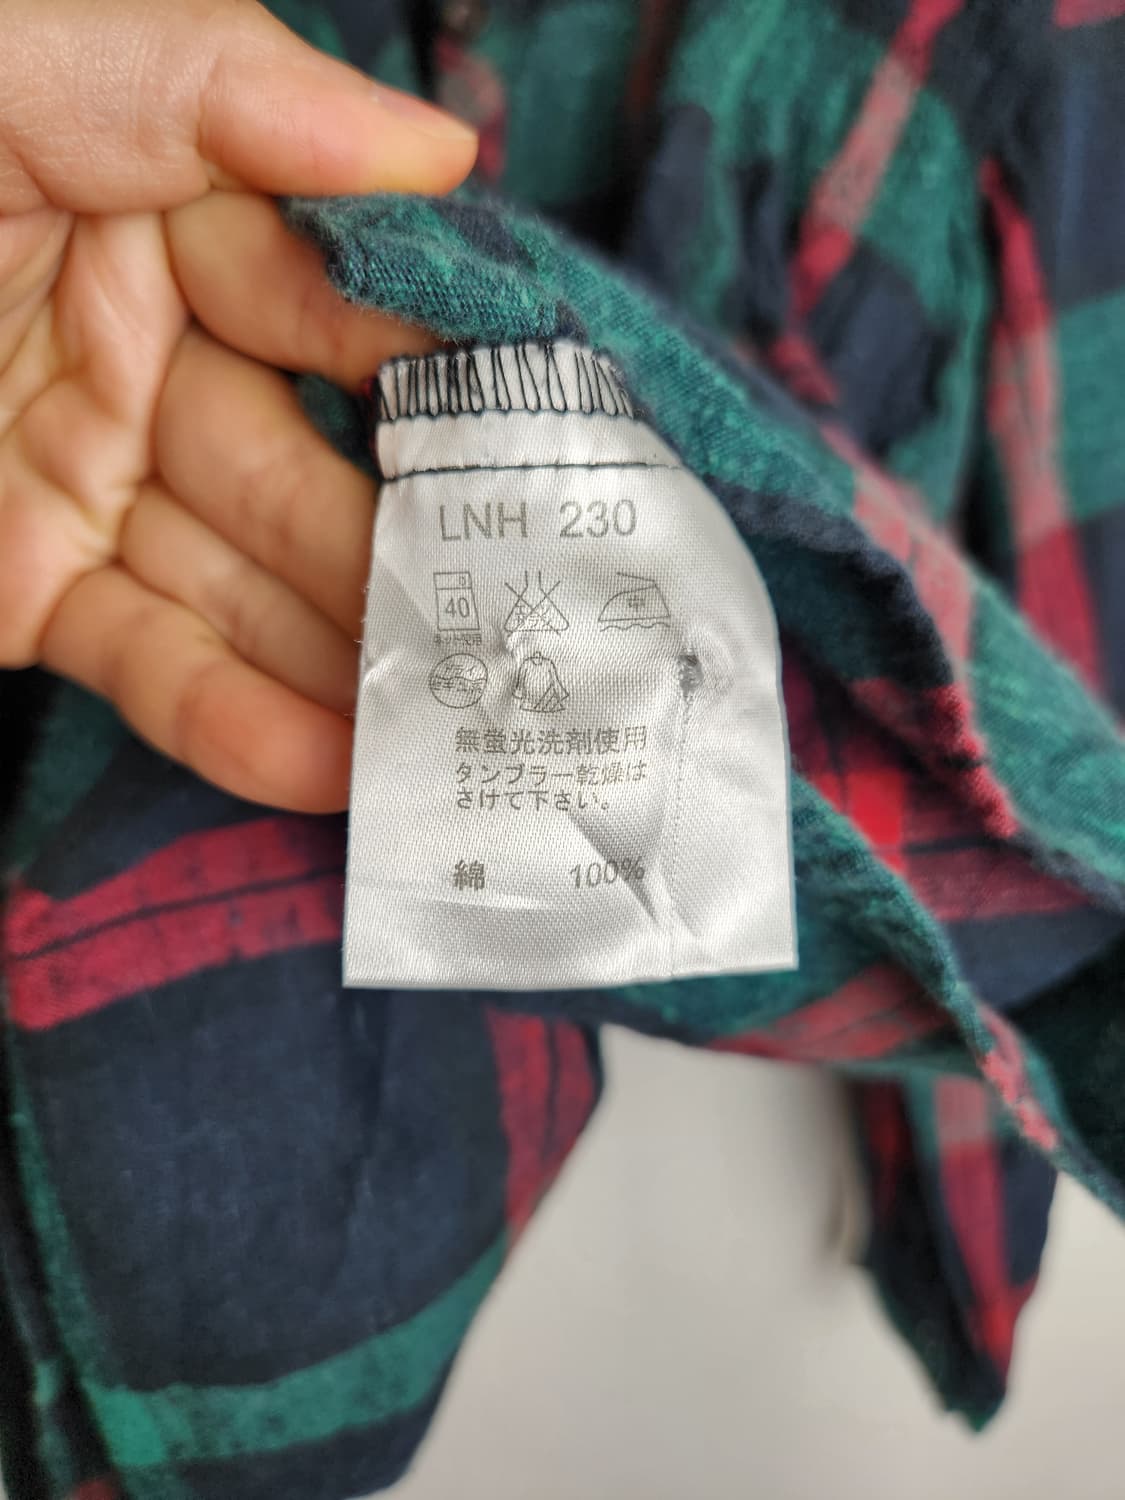 LNH 230
40
中
無蛍光洗剤使用
タンブラー乾燥は
さけて下さい。
綿 100%